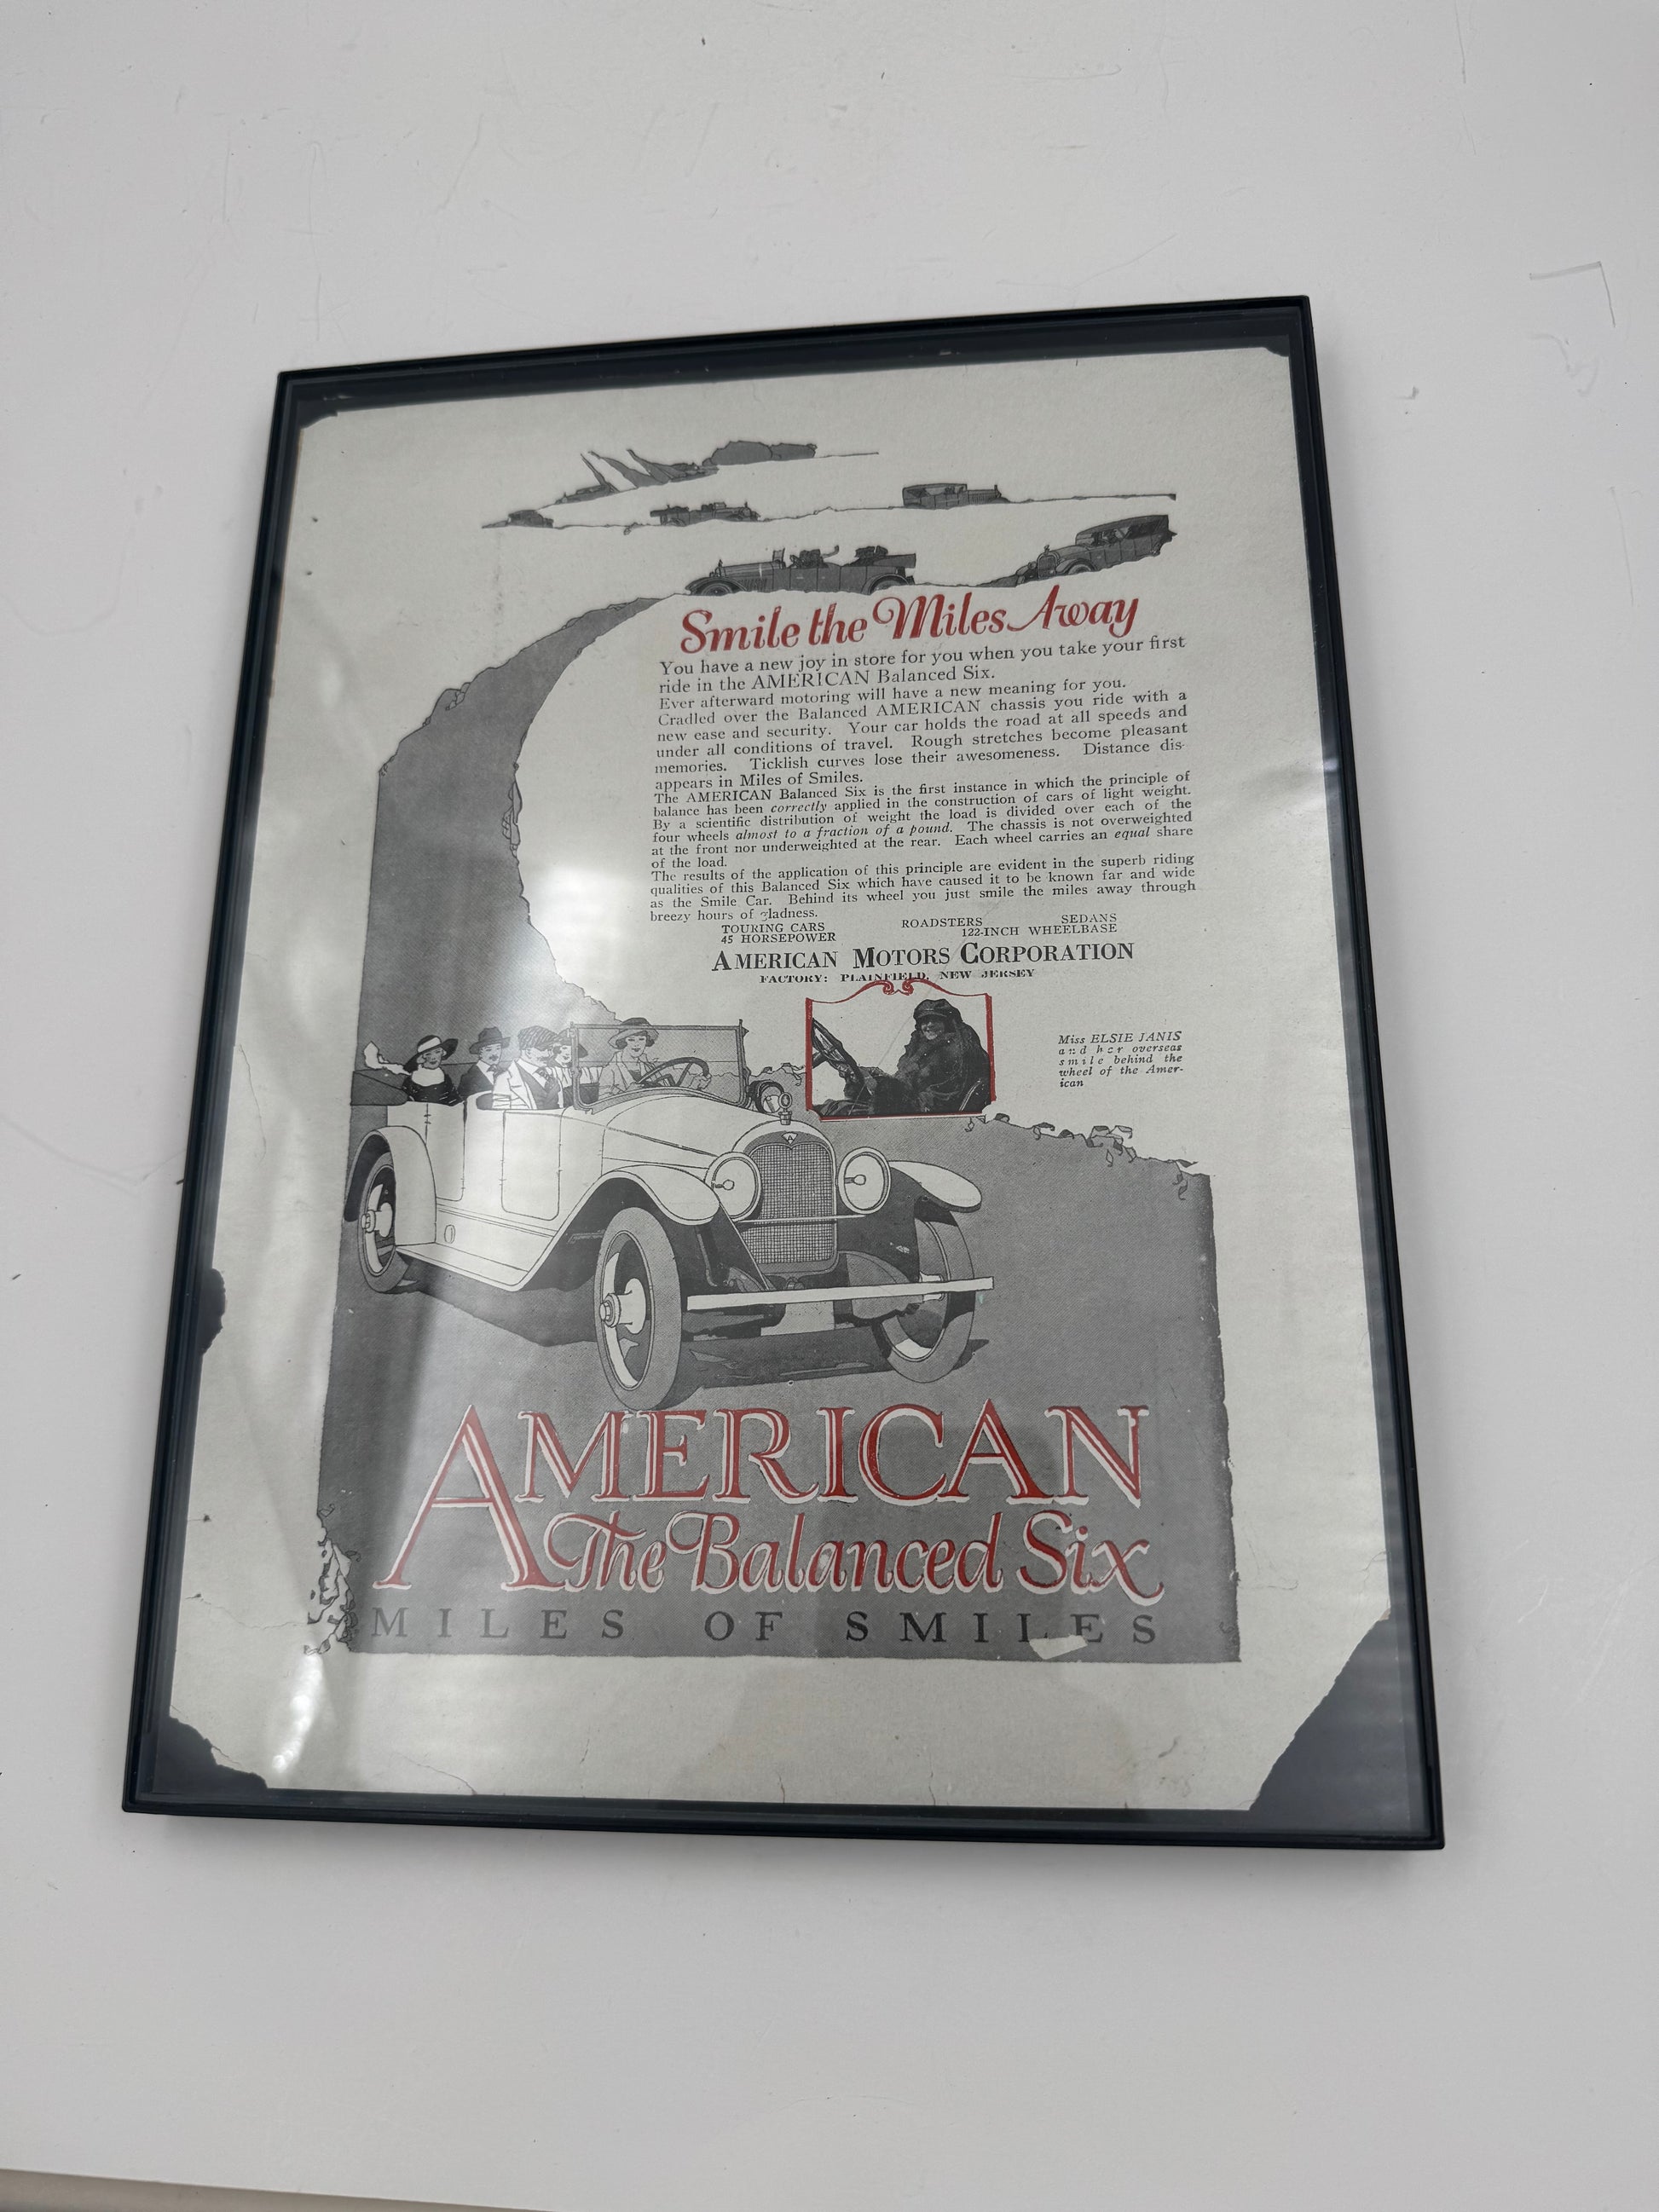 Smile the Miles Away
You have a new joy in store for you when you take your first
ride in the AMERICAN Balanced Six.
Ever afterward motoring will have a new meaning for you.
Cradled over the Balanced AMERICAN chassis you ride with a
new ease and security. Your car holds the road at all speeds and
under all conditions of travel. Rough stretches become pleasant
memories. Ticklish curves lose their awesomeness. Distance dis-
appears in Miles of Smiles.
The AMERICAN Balanced Six is the first instance in which the principle of
balance has been correctly applied in the construction of cars of light weight.
By a scientific distribution of weight the load is divided over each of the
four wheels almost to a fraction of a pound. The chassis is not overweighted
at the front nor underweighted at the rear. Each wheel carries an equal share
of the load.
The results of the application of this principle are evident in the superb riding
qualities of this Balanced Six which have caused it to be known far and wide
as the Smile Car. Behind its wheel you just smile the miles away through
breezy hours of gladness.
TOURING CARS ROADSTERS SEDANS
45 HORSEPOWER 122-INCH WHEELBASE
AMERICAN MOTORS CORPORATION
FACTORY: PLAINFIELD, NEW JERSEY
Miss ELSIE JANIS
and her overseas
smile behind the
wheel of the Amer-
ican
AMERICAN
The Balanced Six
MILES OF SMILES